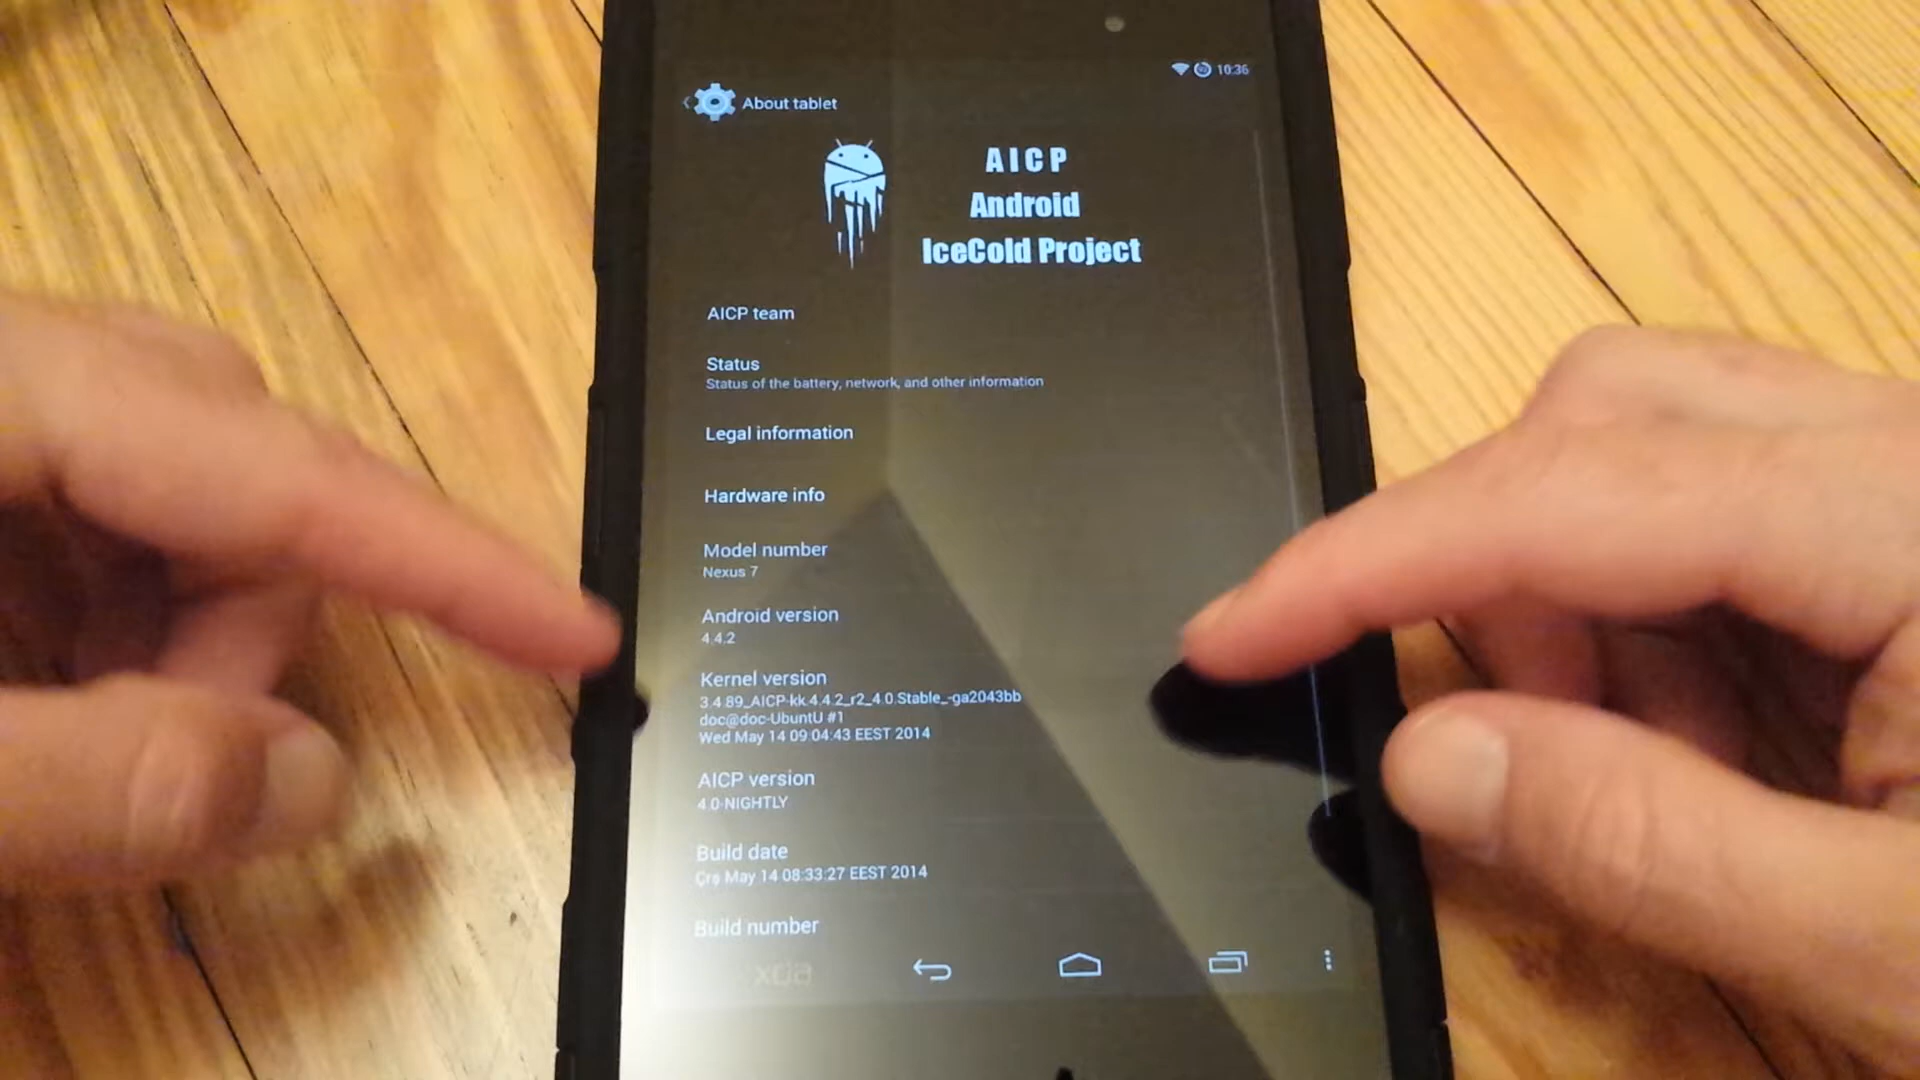 10:36
About tablet
AICP
Android
IceCold Project
AICP team
Status
Status of the battery, network, and other information
Legal information
Hardware info
Model number
Nexus 7
Android version
4.4.2
Kernel version
3.4.89_AICP-kk.4.4.2_r2_4.0.Stable_-ga2043bb
doc@doc-UbuntU #1
Wed May 14 09:04:43 EEST 2014
AICP version
4.0-NIGHTLY
Build date
Çrş May 14 08:33:27 EEST 2014
Build number
xda